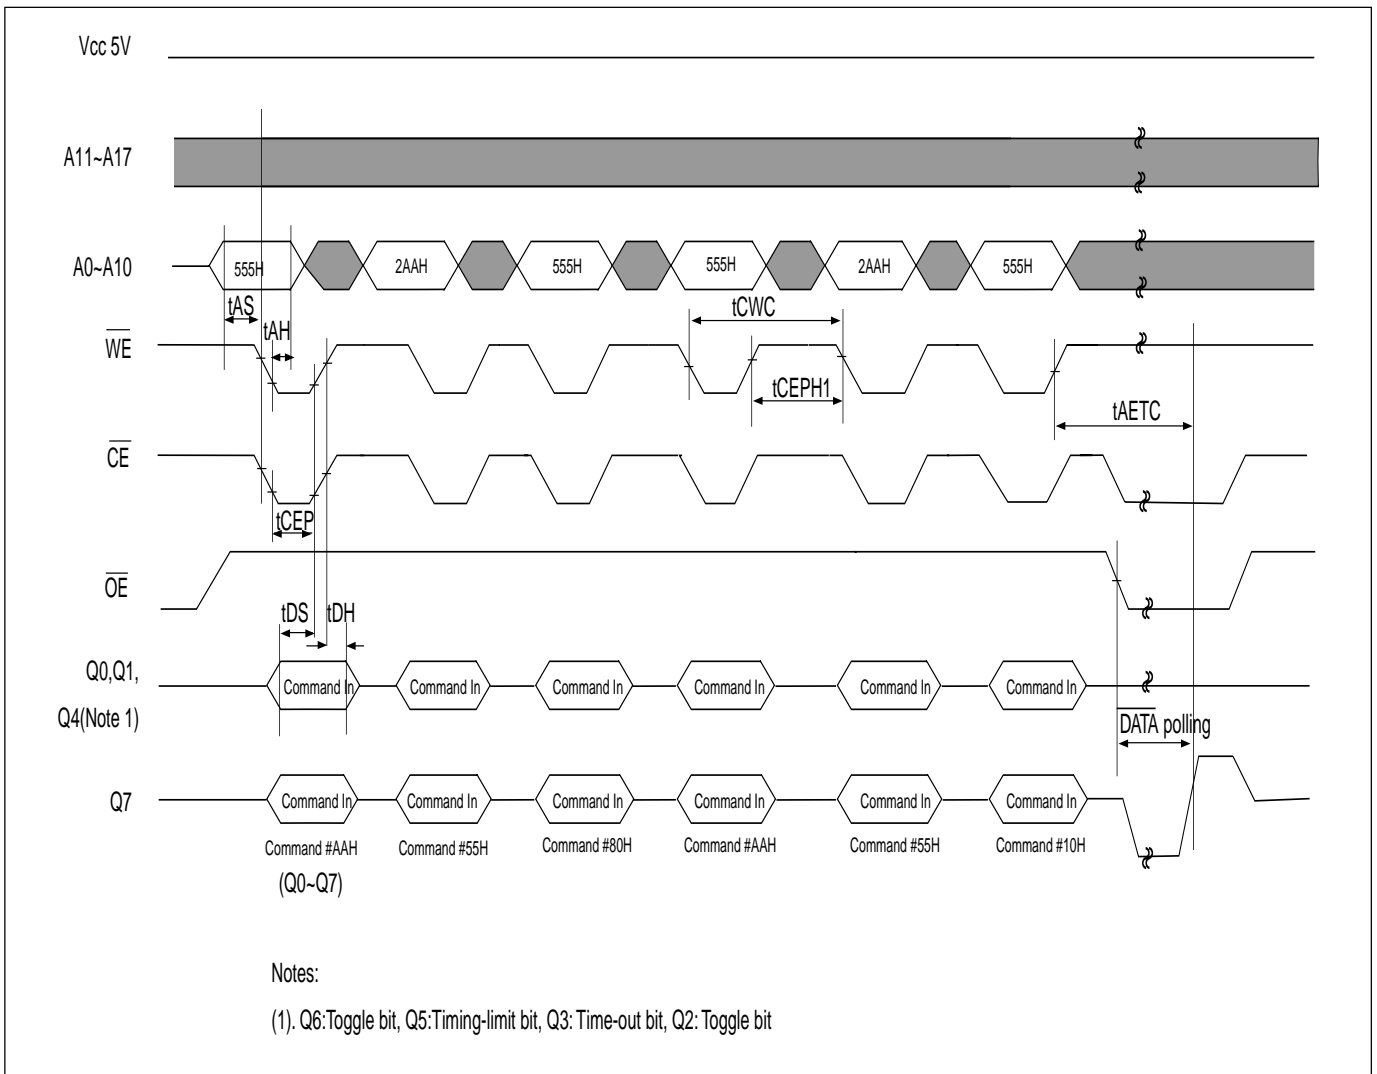 Vcc 5V
A11~A17
A0~A10
555H 2AAH 555H 555H 2AAH 555H
tAS
tAH
tCWC
WE
tCEPH1
tAETC
CE
tCEP
OE
tDS tDH
Q0,Q1,
Q4(Note 1)
Command In Command In Command In Command In Command In Command In
DATA polling
Q7
Command In Command In Command In Command In Command In Command In
Command #AAH Command #55H Command #80H Command #AAH Command #55H Command #10H
(Q0~Q7)
Notes:
(1). Q6:Toggle bit, Q5:Timing-limit bit, Q3: Time-out bit, Q2: Toggle bit